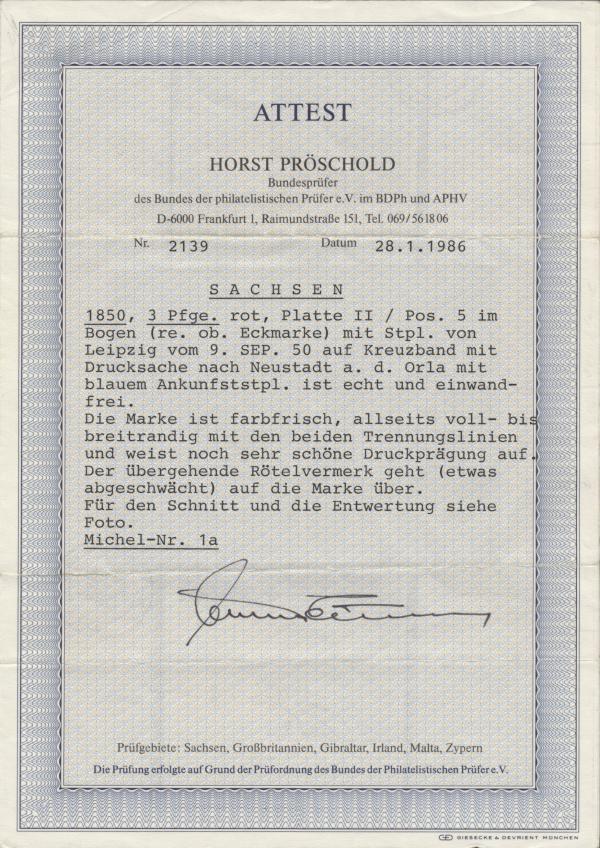 ATTEST
HORST PRÖSCHOLD
Bundesprüfer
des Bundes der philatelistischen Prüfer e.V. im BDPh und APHV
D-6000 Frankfurt 1, Raimundstraße 151, Tel. 069/561806
Nr. 2139 Datum 28.1.1986
SACHSEN
1850, 3 Pfge. rot, Platte II / Pos. 5 im
Bogen (re. ob. Eckmarke) mit Stpl. von
Leipzig vom 9. SEP. 50 auf Kreuzband mit
Drucksache nach Neustadt a. d. Orla mit
blauem Ankunfststpl. ist echt und einwand-
frei.
Die Marke ist farbfrisch, allseits voll- bis
breitrandig mit den beiden Trennungslinien
und weist noch sehr schöne Druckprägung auf.
Der übergehende Rötelvermerk geht (etwas
abgeschwächt) auf die Marke über.
Für den Schnitt und die Entwertung siehe
Foto.
Michel-Nr. 1a
Prüfgebiete: Sachsen, Großbritannien, Gibraltar, Irland, Malta, Zypern
Die Prüfung erfolgte auf Grund der Prüfordnung des Bundes der Philatelistischen Prüfer e.V.
GIESECKE & DEVRIENT MÜNCHEN